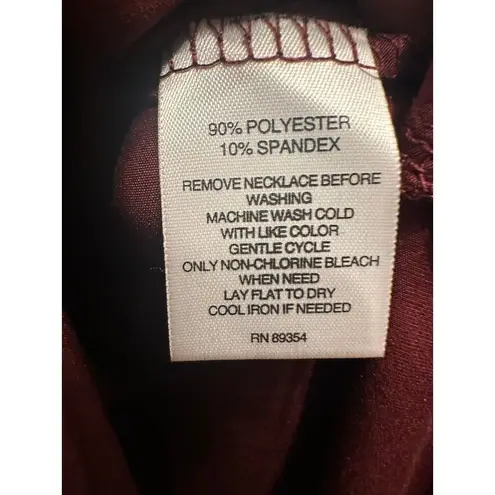 90% POLYESTER
10% SPANDEX
REMOVE NECKLACE BEFORE
WASHING
MACHINE WASH COLD
WITH LIKE COLOR
GENTLE CYCLE
ONLY NON-CHLORINE BLEACH
WHEN NEED
LAY FLAT TO DRY
COOL IRON IF NEEDED
RN 89354